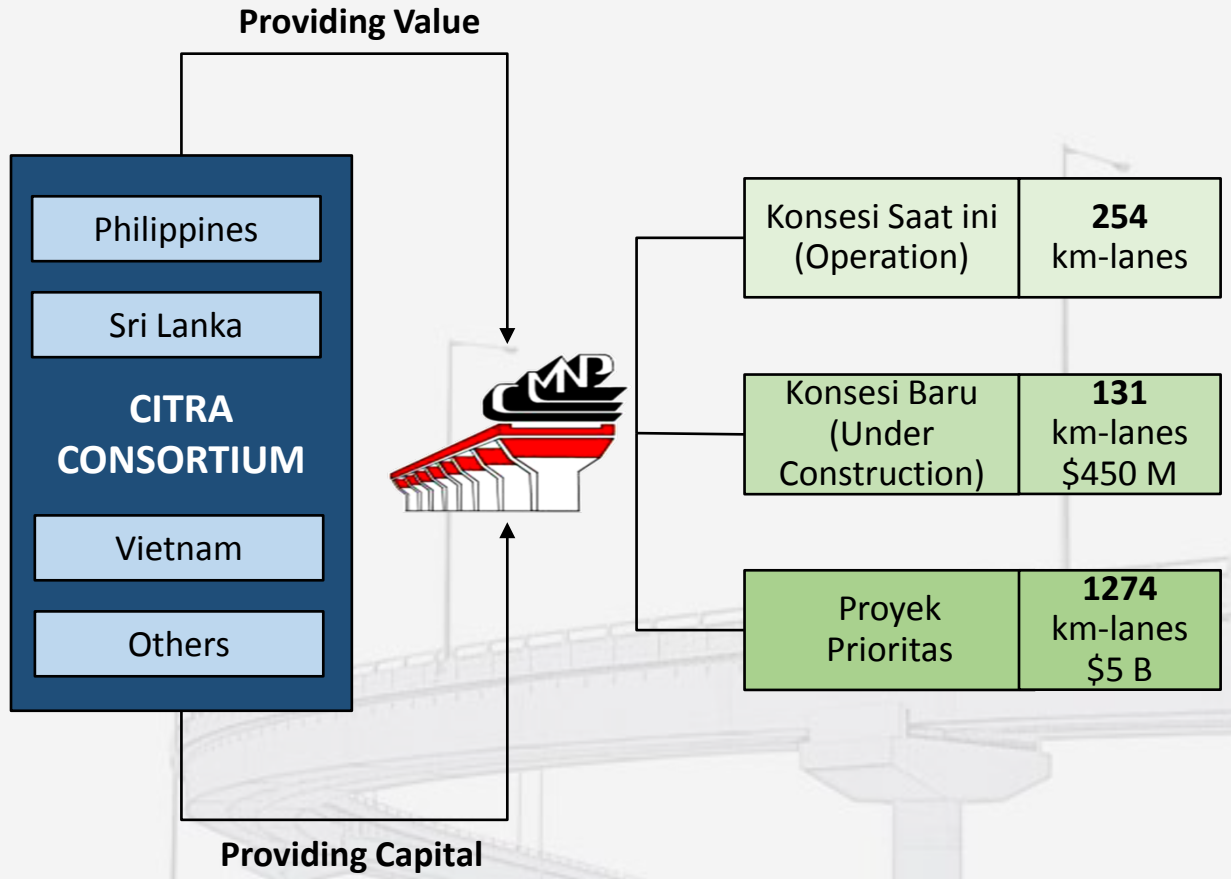 Providing Value
Philippines
Sri Lanka
CITRA
CONSORTIUM
Vietnam
Others
Providing Capital
CMNP
Konsesi Saat ini
(Operation)
254
km-lanes
Konsesi Baru
(Under
Construction)
131
km-lanes
$450 M
Proyek
Prioritas
1274
km-lanes
$5 B